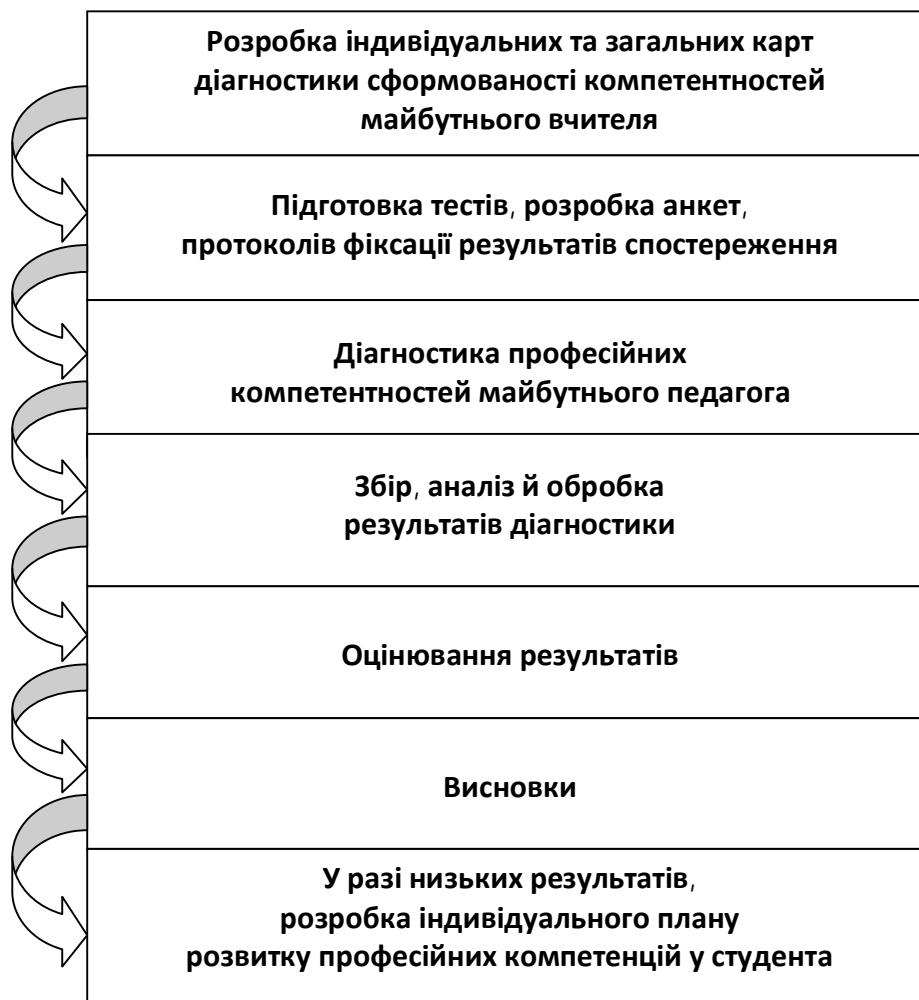 Розробка індивідуальних та загальних карт
діагностики сформованості компетентностей
майбутнього вчителя
Підготовка тестів, розробка анкет,
протоколів фіксації результатів спостереження
Діагностика професійних
компетентностей майбутнього педагога
Збір, аналіз й обробка
результатів діагностики
Оцінювання результатів
Висновки
У разі низьких результатів,
розробка індивідуального плану
розвитку професійних компетенцій у студента